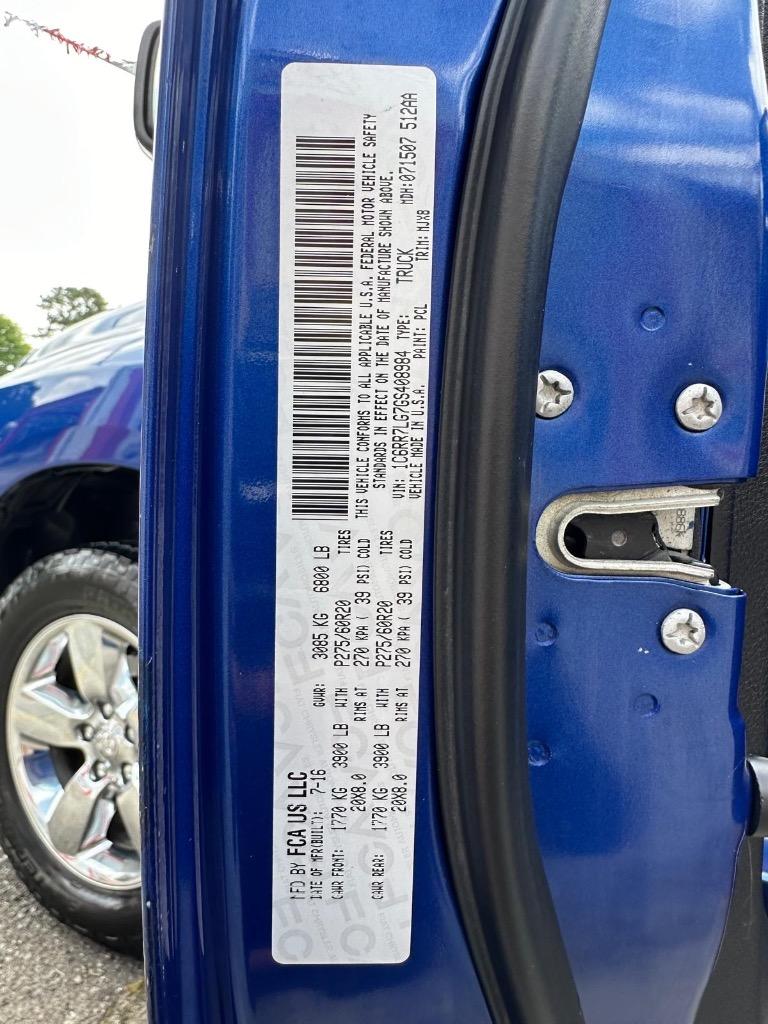 MFD BY FCA US LLC
DATE OF MFR(BUILT): 7-16 GVWR: 3085 KG 6800 LB
GAWR FRONT: 1770 KG 3900 LB WITH P275/60R20 TIRES
20X8.0 RIMS AT 270 KPA ( 39 PSI) COLD
GAWR REAR: 1770 KG 3900 LB WITH P275/60R20 TIRES
20X8.0 RIMS AT 270 KPA ( 39 PSI) COLD
THIS VEHICLE CONFORMS TO ALL APPLICABLE U.S.A. FEDERAL MOTOR VEHICLE SAFETY
STANDARDS IN EFFECT ON THE DATE OF MANUFACTURE SHOWN ABOVE.
VIN: 1C6RR7LG7GS408984 TYPE: TRUCK MDH:071507 512AA
VEHICLE MADE IN U.S.A. PAINT: PCL TRIM: MJX8